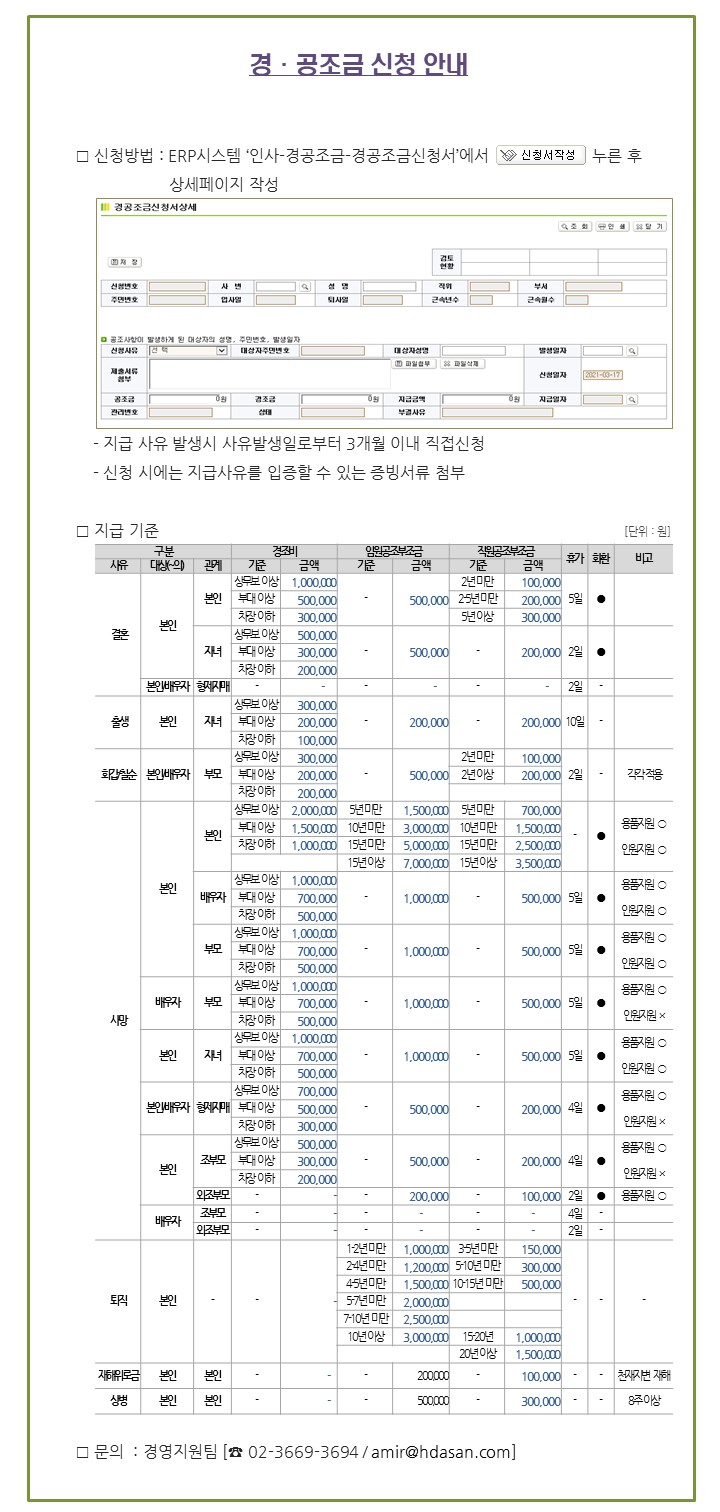 경 · 공조금 신청 안내
□ 신청방법 : ERP시스템 ‘인사-경공조금-경공조금신청서’에서 신청서작성 누른 후
상세페이지 작성
경공조금신청서상세
조 회 인 쇄 닫 기
저 장 검토현황
신청번호 사 번 성 명 직위 부서
주민번호 입사일 퇴사일 근속년수 근속월수
공조사항이 발생하게 된 대상자의 성명, 주민번호, 발생일자
신청사유 선 택 대상자주민번호 대상자성명 발생일자
제출서류첨부 파일첨부 파일삭제 신청일자 2021-03-17
공조금 0원 경조금 0원 지급금액 0원 지급일자
관리번호 상태 부결사유
- 지급 사유 발생시 사유발생일로부터 3개월 이내 직접신청
- 신청 시에는 지급사유를 입증할 수 있는 증빙서류 첨부
□ 지급 기준 [단위 : 원]
구분 경조비 임원공조부조금 직원공조부조금 휴가 화환 비고
사유 대상(~의) 관계 기준 금액 기준 금액 기준 금액
결혼 본인 본인 상무보 이상 1,000,000 - 500,000 2년 미만 100,000 5일 ●
부대 이상 500,000 2-5년 미만 200,000
차장 이하 300,000 5년 이상 300,000
자녀 상무보 이상 500,000 - 500,000 - 200,000 2일 ●
부대 이상 300,000
차장 이하 200,000
본인,배우자 형제자매 - - - - - - 2일 -
출생 본인 자녀 상무보 이상 300,000 - 200,000 - 200,000 10일 -
부대 이상 200,000
차장 이하 100,000
회갑/칠순 본인,배우자 부모 상무보 이상 300,000 - 500,000 2년 미만 100,000 2일 - 각각 적용
부대 이상 200,000 2년 이상 200,000
차장 이하 200,000
사망 본인 본인 상무보 이상 2,000,000 5년 미만 1,500,000 5년 미만 700,000 - ● 용품지원 ○
부대 이상 1,500,000 10년 미만 3,000,000 10년 미만 1,500,000
차장 이하 1,000,000 15년 미만 5,000,000 15년 미만 2,500,000 인원지원 ○
15년 이상 7,000,000 15년 이상 3,500,000
배우자 상무보 이상 1,000,000 - 1,000,000 - 500,000 5일 ● 용품지원 ○
부대 이상 700,000
차장 이하 500,000 인원지원 ○
부모 상무보 이상 1,000,000 - 1,000,000 - 500,000 5일 ● 용품지원 ○
부대 이상 700,000
차장 이하 500,000 인원지원 ○
배우자 부모 상무보 이상 1,000,000 - 1,000,000 - 500,000 5일 ● 용품지원 ○
부대 이상 700,000
차장 이하 500,000 인원지원 ×
본인 자녀 상무보 이상 1,000,000 - 1,000,000 - 500,000 5일 ● 용품지원 ○
부대 이상 700,000
차장 이하 500,000 인원지원 ○
본인,배우자 형제자매 상무보 이상 700,000 - 500,000 - 200,000 4일 ● 용품지원 ○
부대 이상 500,000
차장 이하 300,000 인원지원 ×
본인 조부모 상무보 이상 500,000 - 500,000 - 200,000 4일 ● 용품지원 ○
부대 이상 300,000
차장 이하 200,000 인원지원 ×
외조부모 - - - 200,000 - 100,000 2일 ● 용품지원 ○
배우자 조부모 - - - - - - 4일 -
외조부모 - - - - - - 2일 -
퇴직 본인 - - - 1-2년 미만 1,000,000 3-5년 미만 150,000 - - -
2-4년 미만 1,200,000 5-10년 미만 300,000
4-5년 미만 1,500,000 10-15년 미만 500,000
5-7년 미만 2,000,000
7-10년 미만 2,500,000
10년 이상 3,000,000 15-20년 1,000,000
20년 이상 1,500,000
재해위로금 본인 본인 - - - 200,000 - 100,000 - - 천재지변 재해
상병 본인 본인 - - - 500,000 - 300,000 - - 8주 이상
□ 문의 : 경영지원팀 [☎ 02-3669-3694 / amir@hdasan.com]